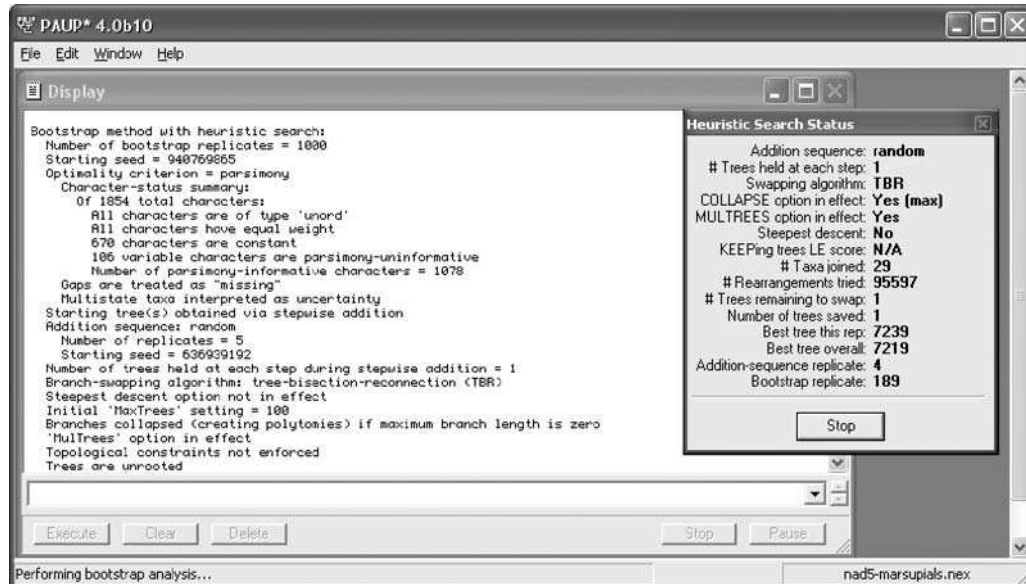 PAUP* 4.0b10
File Edit Window Help
Display
Bootstrap method with heuristic search:
Number of bootstrap replicates = 1000
Starting seed = 940769865
Optimality criterion = parsimony
Character-status summary:
Of 1854 total characters:
All characters are of type 'unord'
All characters have equal weight
670 characters are constant
106 variable characters are parsimony-uninformative
Number of parsimony-informative characters = 1078
Gaps are treated as "missing"
Multistate taxa interpreted as uncertainty
Starting tree(s) obtained via stepwise addition
Addition sequence: random
Number of replicates = 5
Starting seed = 636939192
Number of trees held at each step during stepwise addition = 1
Branch-swapping algorithm: tree-bisection-reconnection (TBR)
Steepest descent option not in effect
Initial 'MaxTrees' setting = 100
Branches collapsed (creating polytomies) if maximum branch length is zero
'MulTrees' option in effect
Topological constraints not enforced
Trees are unrooted
Heuristic Search Status
Addition sequence: random
# Trees held at each step: 1
Swapping algorithm: TBR
COLLAPSE option in effect: Yes (max)
MULTREES option in effect: Yes
Steepest descent: No
KEEPing trees LE score: N/A
# Taxa joined: 29
# Rearrangements tried: 95597
# Trees remaining to swap: 1
Number of trees saved: 1
Best tree this rep: 7239
Best tree overall: 7219
Addition-sequence replicate: 4
Bootstrap replicate: 189
Stop
Execute Clear Delete Stop Pause
Performing bootstrap analysis... nad5-marsupials.nex